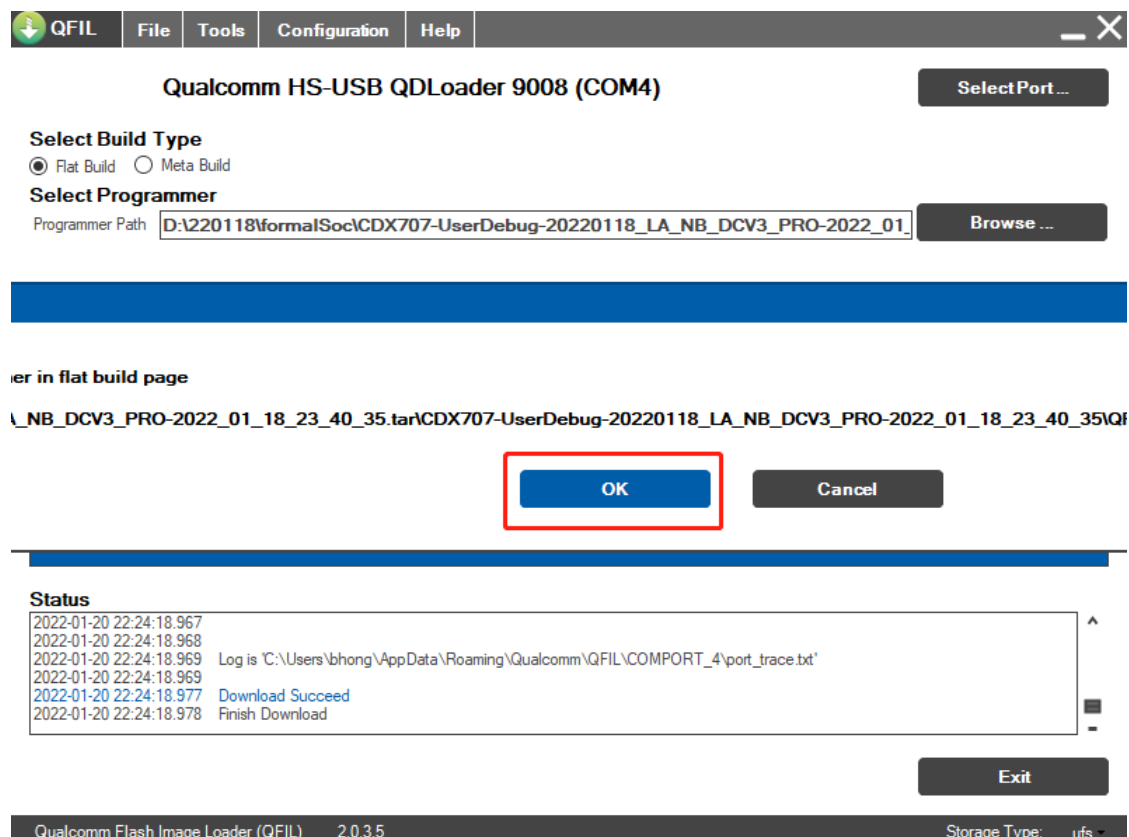 QFIL File Tools Configuration Help
Qualcomm HS-USB QDLoader 9008 (COM4) Select Port ...
Select Build Type
Flat Build Meta Build
Select Programmer
Programmer Path D:\220118\formalSoc\CDX707-UserDebug-20220118_LA_NB_DCV3_PRO-2022_01_ Browse ...
er in flat build page
_NB_DCV3_PRO-2022_01_18_23_40_35.tar\CDX707-UserDebug-20220118_LA_NB_DCV3_PRO-2022_01_18_23_40_35\QF
OK Cancel
Status
2022-01-20 22:24:18.967
2022-01-20 22:24:18.968
2022-01-20 22:24:18.969 Log is 'C:\Users\bhong\AppData\Roaming\Qualcomm\QFIL\COMPORT_4\port_trace.txt'
2022-01-20 22:24:18.969
2022-01-20 22:24:18.977 Download Succeed
2022-01-20 22:24:18.978 Finish Download
Exit
Qualcomm Flash Image Loader (QFIL) 2.0.3.5 Storage Type: ufs